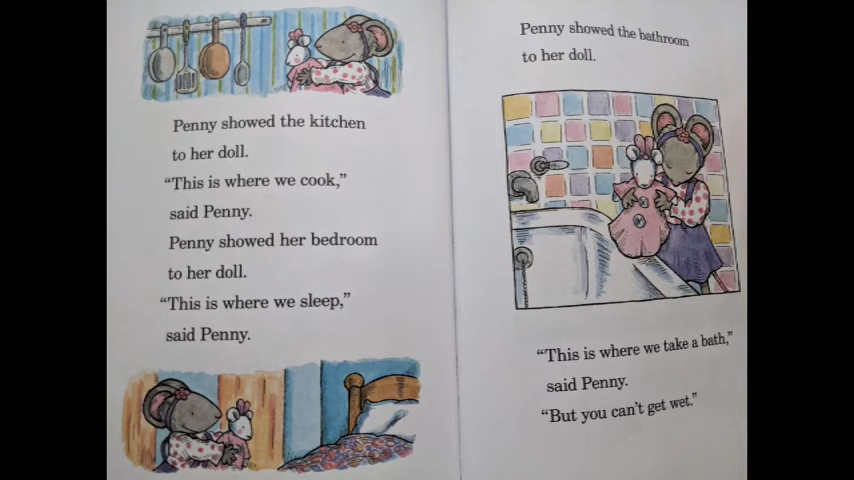 Penny showed the kitchen
to her doll.
“This is where we cook,”
said Penny.
Penny showed her bedroom
to her doll.
“This is where we sleep,”
said Penny.
Penny showed the bathroom
to her doll.
“This is where we take a bath,”
said Penny.
“But you can’t get wet.”